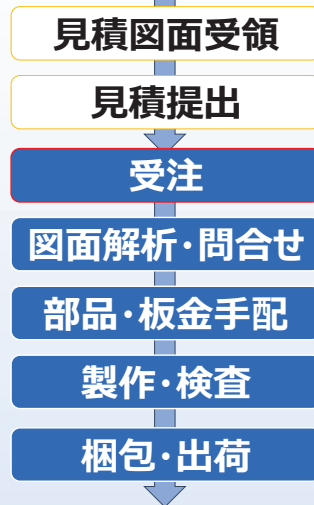 見積図面受領
見積提出
受注
図面解析・問合せ
部品・板金手配
製作・検査
梱包・出荷